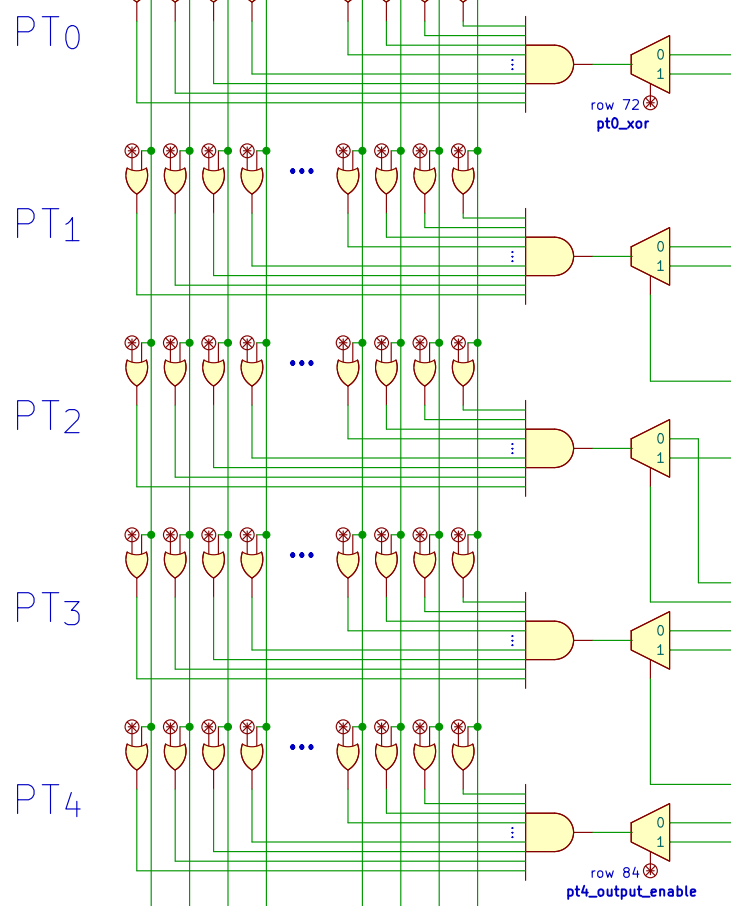 PT0
0
1
row 72
pt0_xor
PT1
0
1
PT2
0
1
PT3
0
1
PT4
0
1
row 84
pt4_output_enable